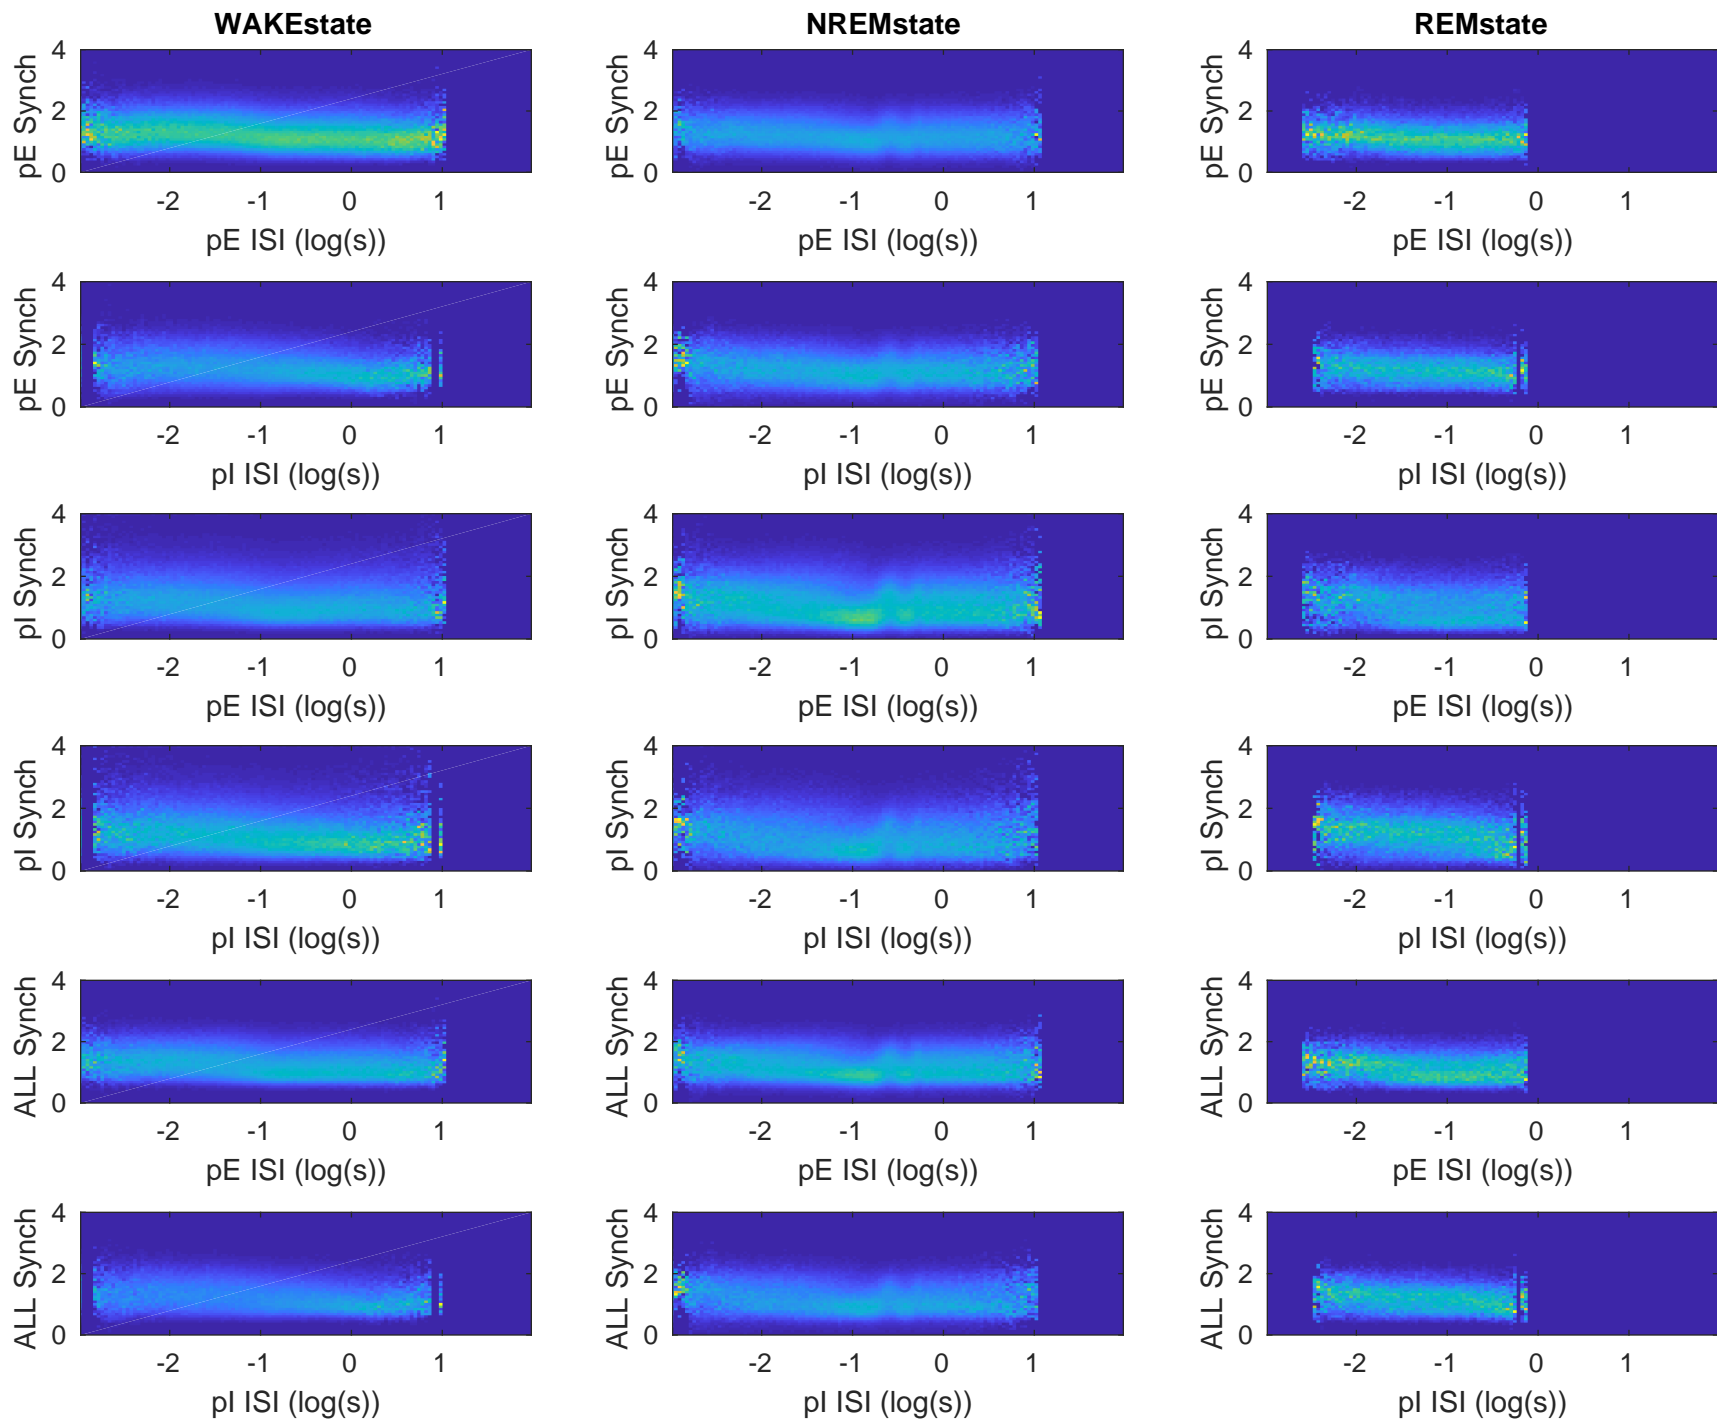 WAKEstate NREMstate REMstate
4 4 4
pE Synch pE Synch pE Synch
2 2 2
0 0 0
-2 -1 0 1 -2 -1 0 1 -2 -1 0 1
pE ISI (log(s)) pE ISI (log(s)) pE ISI (log(s))
4 4 4
pE Synch pE Synch pE Synch
2 2 2
0 0 0
-2 -1 0 1 -2 -1 0 1 -2 -1 0 1
pI ISI (log(s)) pI ISI (log(s)) pI ISI (log(s))
4 4 4
pI Synch pI Synch pI Synch
2 2 2
0 0 0
-2 -1 0 1 -2 -1 0 1 -2 -1 0 1
pE ISI (log(s)) pE ISI (log(s)) pE ISI (log(s))
4 4 4
pI Synch pI Synch pI Synch
2 2 2
0 0 0
-2 -1 0 1 -2 -1 0 1 -2 -1 0 1
pI ISI (log(s)) pI ISI (log(s)) pI ISI (log(s))
4 4 4
ALL Synch ALL Synch ALL Synch
2 2 2
0 0 0
-2 -1 0 1 -2 -1 0 1 -2 -1 0 1
pE ISI (log(s)) pE ISI (log(s)) pE ISI (log(s))
4 4 4
ALL Synch ALL Synch ALL Synch
2 2 2
0 0 0
-2 -1 0 1 -2 -1 0 1 -2 -1 0 1
pI ISI (log(s)) pI ISI (log(s)) pI ISI (log(s))